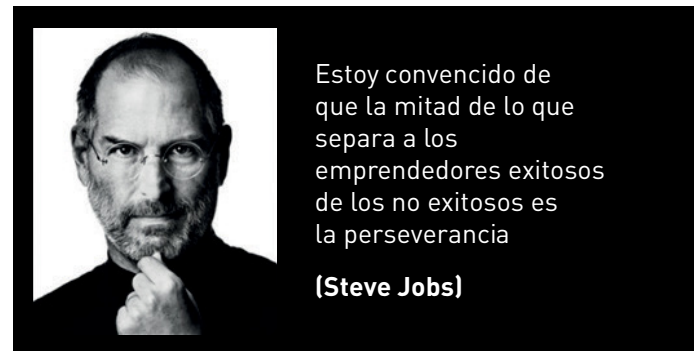 Estoy convencido de
que la mitad de lo que
separa a los
emprendedores exitosos
de los no exitosos es
la perseverancia
(Steve Jobs)